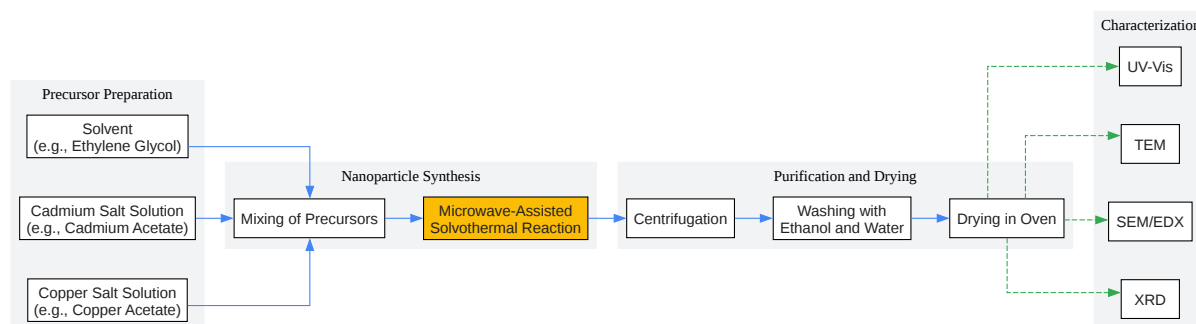 Characterization
UV-Vis
Precursor Preparation
Solvent
(e.g., Ethylene Glycol)
TEM
Nanoparticle Synthesis
Purification and Drying
Cadmium Salt Solution
(e.g., Cadmium Acetate)
Mixing of Precursors
Microwave-Assisted
Solvothermal Reaction
Centrifugation
Washing with
Ethanol and Water
Drying in Oven
SEM/EDX
Copper Salt Solution
(e.g., Copper Acetate)
XRD